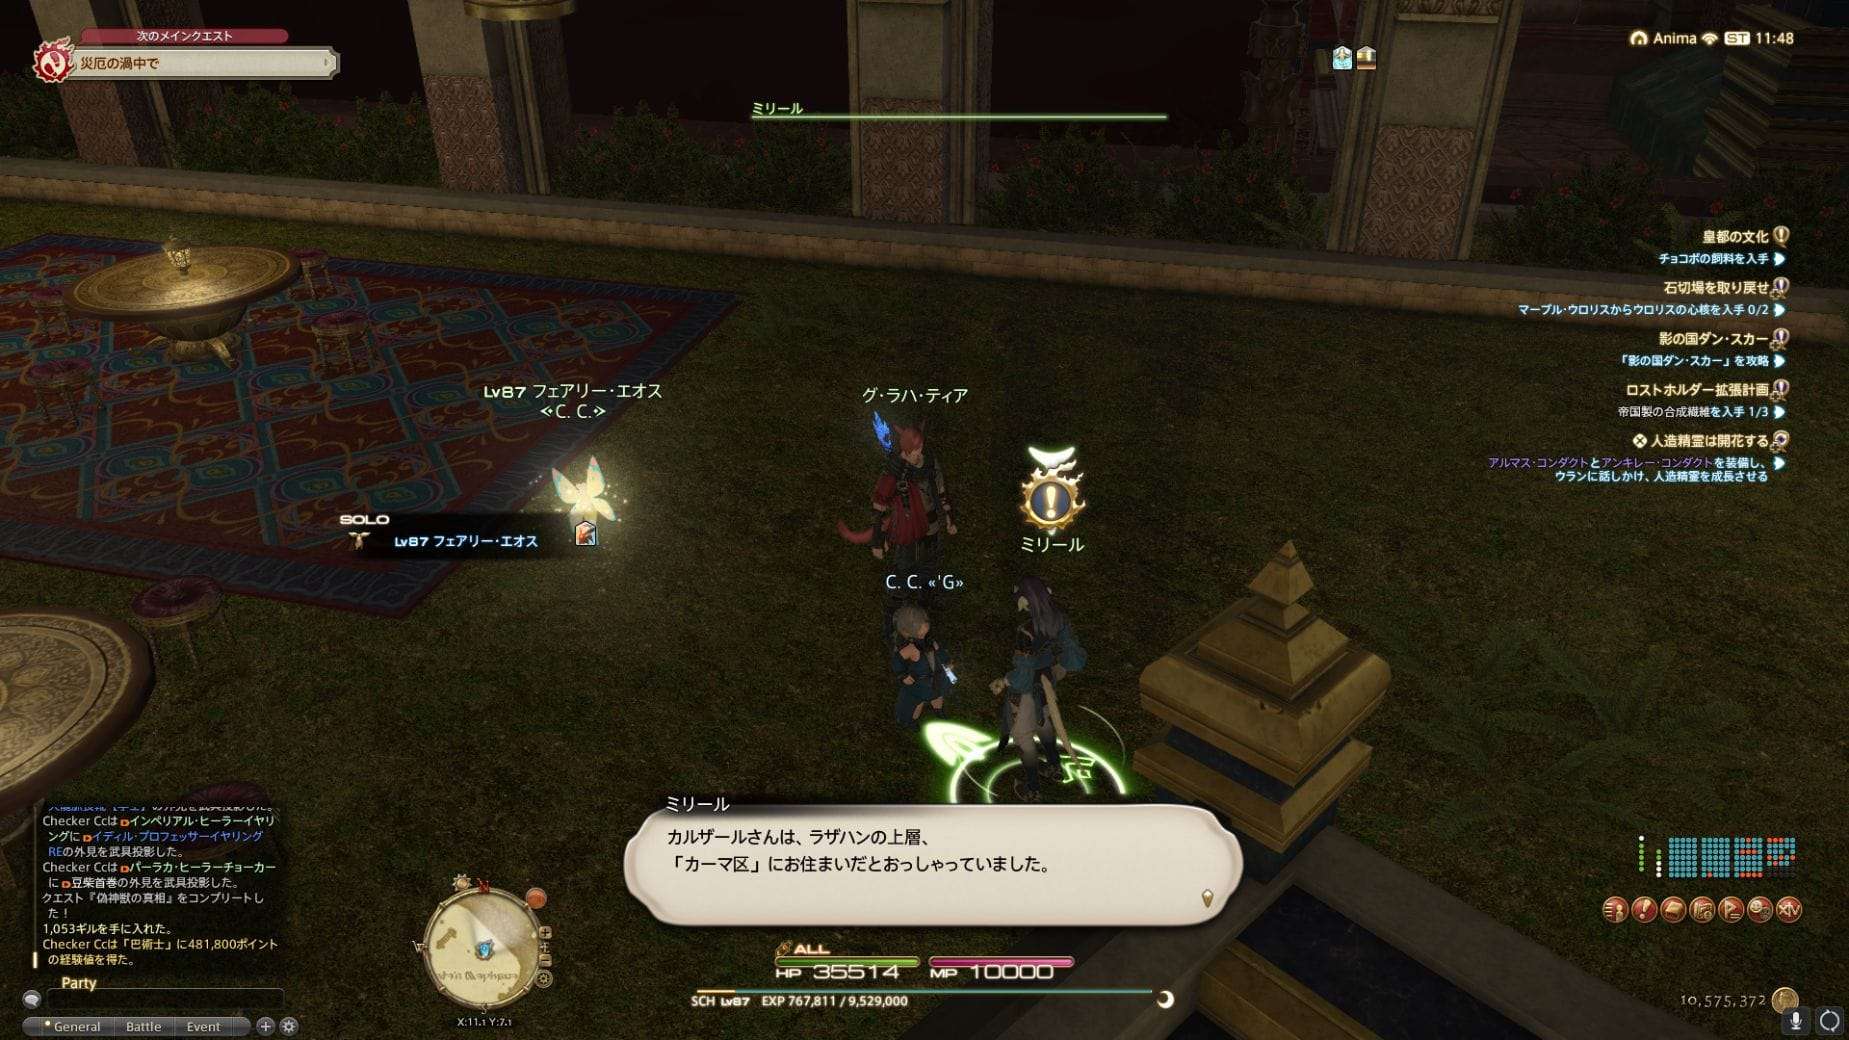 次のメインクエスト
災厄の渦中で
Anima ST 11:48
ミリール
皇都の文化
チョコボの飼料を入手
石切場を取り戻せ
マーブル・ウロリスからウロリスの心核を入手 0/2
影の国ダン・スカー
「影の国ダン・スカー」を攻略
ロストホルダー拡張計画
帝国製の合成繊維を入手 1/3
人造精霊は開花する
アルマス・コンダクトとアンキレー・コンダクトを装備し、
ウランに話しかけ、人造精霊を成長させる
Lv87 フェアリー・エオス
«C. C.»
グ・ラハ・ティア
SOLO
Lv87 フェアリー・エオス
ミリール
C. C. «'G»
ミリール
カルザールさんは、ラザハンの上層、
「カーマ区」にお住まいだとおっしゃっていました。
の外見を武具投影した。
Checker Ccはインペリアル・ヒーラーイヤリ
ングにイディル・プロフェッサーイヤリング
REの外見を武具投影した。
Checker Ccはパーラカ・ヒーラーチョーカー
に豆柴首巻の外見を武具投影した。
クエスト『偽神獣の真相』をコンプリートし
た！
1,053ギルを手に入れた。
Checker Ccは「巴術士」に481,800ポイント
の経験値を得た。
Party
General Battle Event
N
X:11.1 Y:7.1
ALL
HP 35514 MP 10000
SCH Lv87 EXP 767,811 / 9,529,000
XIV
10,575,372